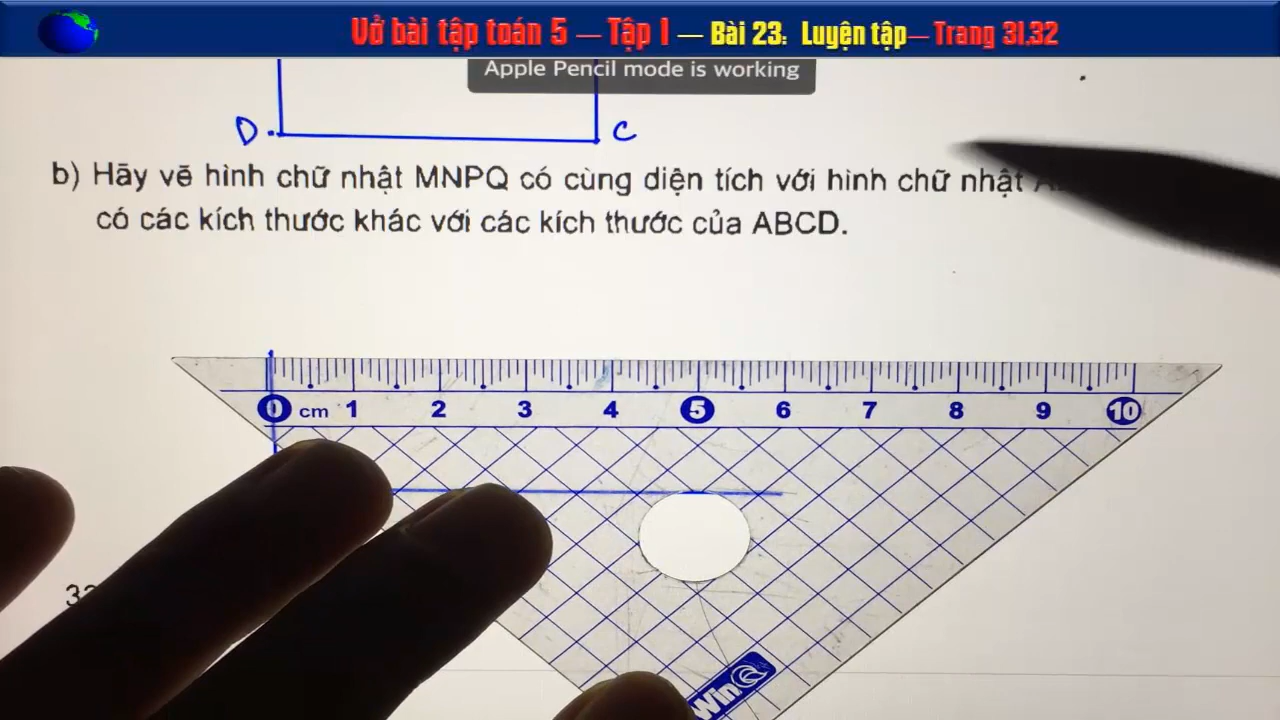 Vở bài tập toán 5 – Tập 1 – Bài 23: Luyện tập – Trang 31,32
Apple Pencil mode is working
D C
b) Hãy vẽ hình chữ nhật MNPQ có cùng diện tích với hình chữ nhật
có các kích thước khác với các kích thước của ABCD.
0 cm 1 2 3 4 5 6 7 8 9 10
Win